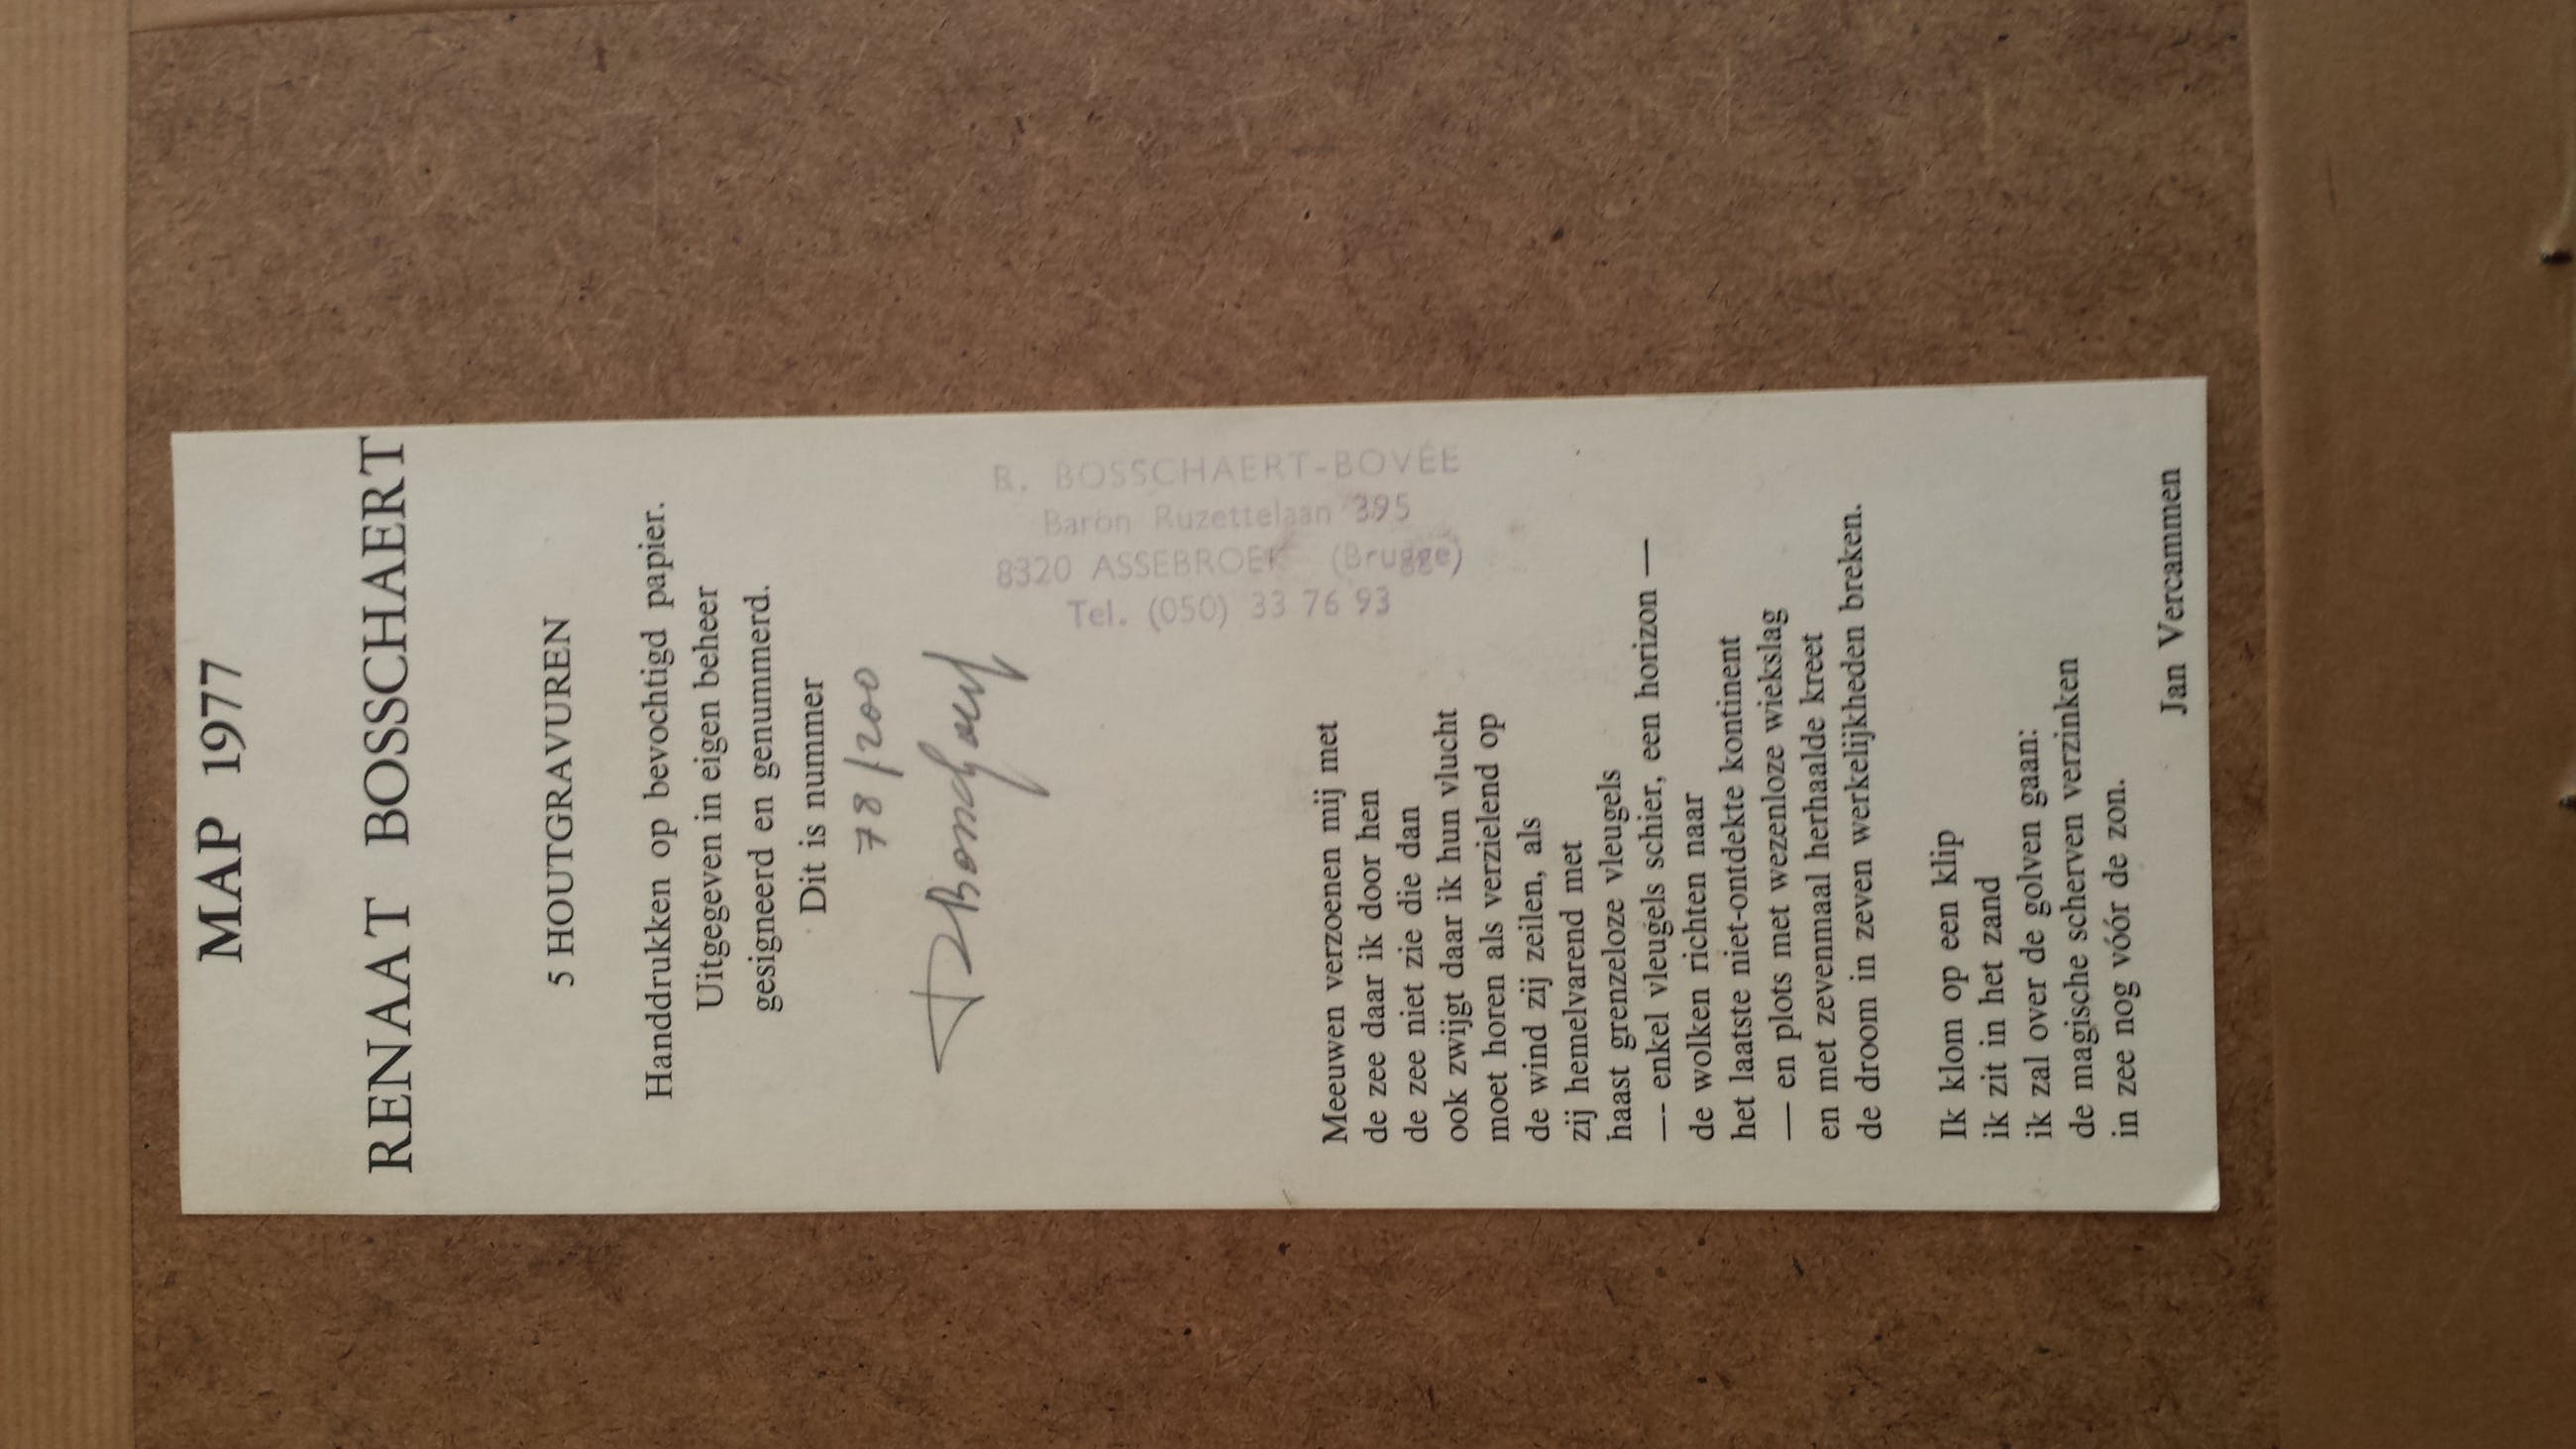 MAP 1977
RENAAT BOSSCHAERT
5 HOUTGRAVUREN
Handdrukken op bevochtigd papier.
Uitgegeven in eigen beheer
gesigneerd en genummerd.
Dit is nummer
78/200
R. BOSSCHAERT-BOVÉE
Baron Ruzettelaan 395
8320 ASSEBROEK (Brugge)
Tel. (050) 33 76 93
Meeuwen verzoenen mij met
de zee daar ik door hen
de zee niet zie die dan
ook zwijgt daar ik hun vlucht
moet horen als verzielend op
de wind zij zeilen, als
zij hemelvarend met
haast grenzeloze vleugels
— enkel vleugels schier, een horizon —
de wolken richten naar
het laatste niet-ontdekte kontinent
— en plots met wezenloze wiekslag
en met zevenmaal herhaalde kreet
de droom in zeven werkelijkheden breken.
Ik klom op een klip
ik zit in het zand
ik zal over de golven gaan:
de magische scherven verzinken
in zee nog vóór de zon.
Jan Vercammen